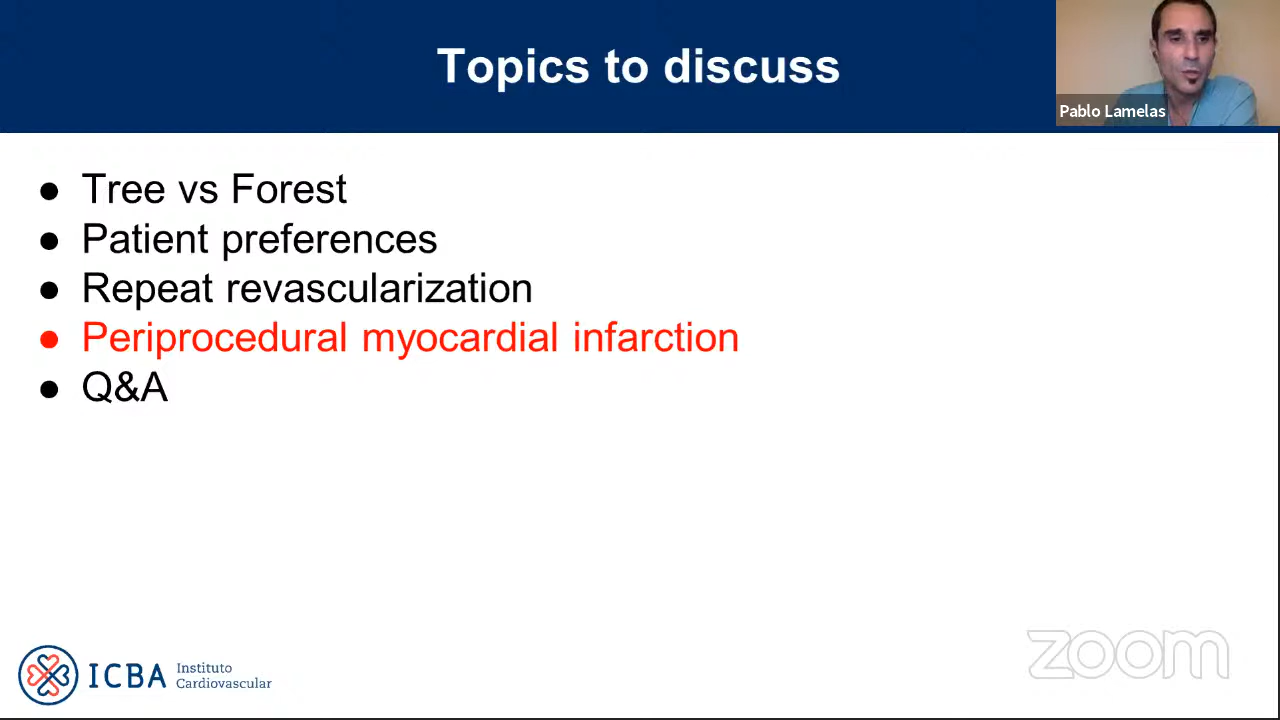 Topics to discuss
Pablo Lamelas
● Tree vs Forest
● Patient preferences
● Repeat revascularization
● Periprocedural myocardial infarction
● Q&A
ICBA Instituto
Cardiovascular
zoom